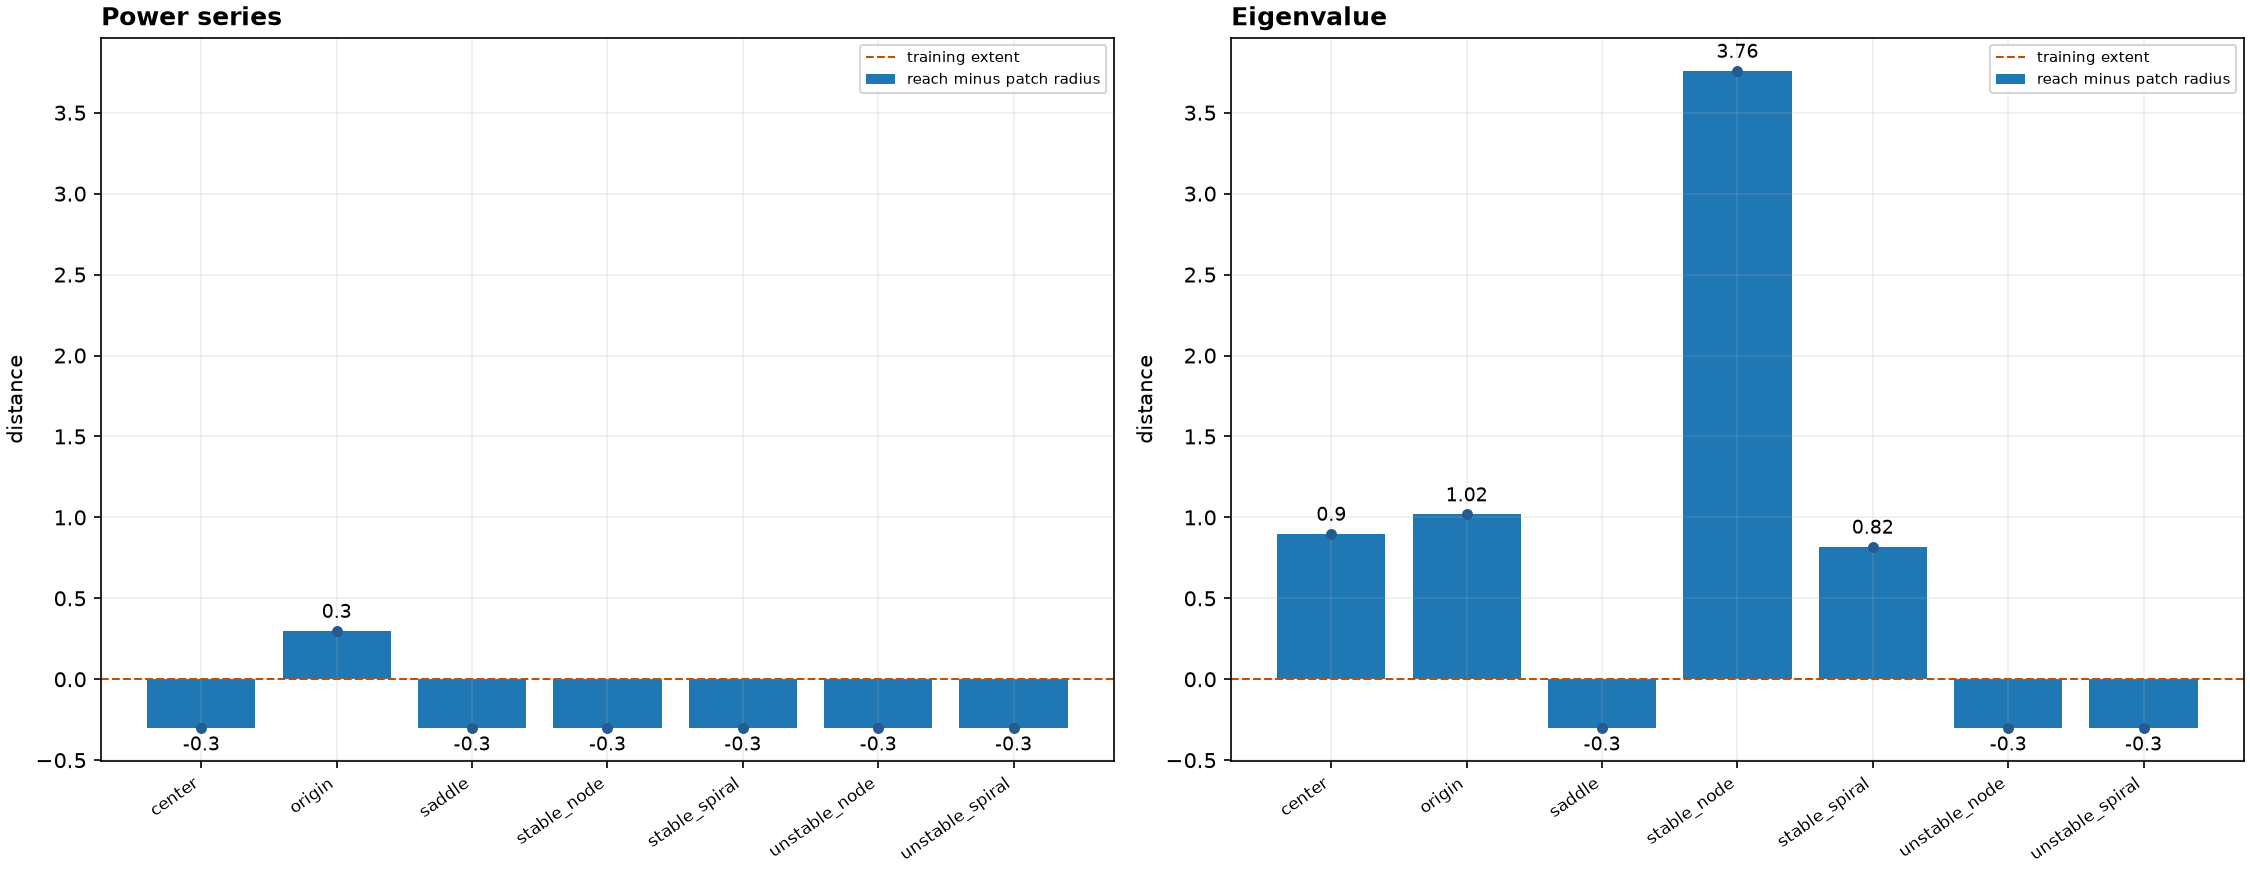 Power series
training extent
reach minus patch radius
distance
3.5
3.0
2.5
2.0
1.5
1.0
0.5
0.0
−0.5
-0.3
0.3
-0.3
-0.3
-0.3
-0.3
-0.3
center
origin
saddle
stable_node
stable_spiral
unstable_node
unstable_spiral
Eigenvalue
training extent
reach minus patch radius
distance
3.5
3.0
2.5
2.0
1.5
1.0
0.5
0.0
−0.5
0.9
1.02
-0.3
3.76
0.82
-0.3
-0.3
center
origin
saddle
stable_node
stable_spiral
unstable_node
unstable_spiral